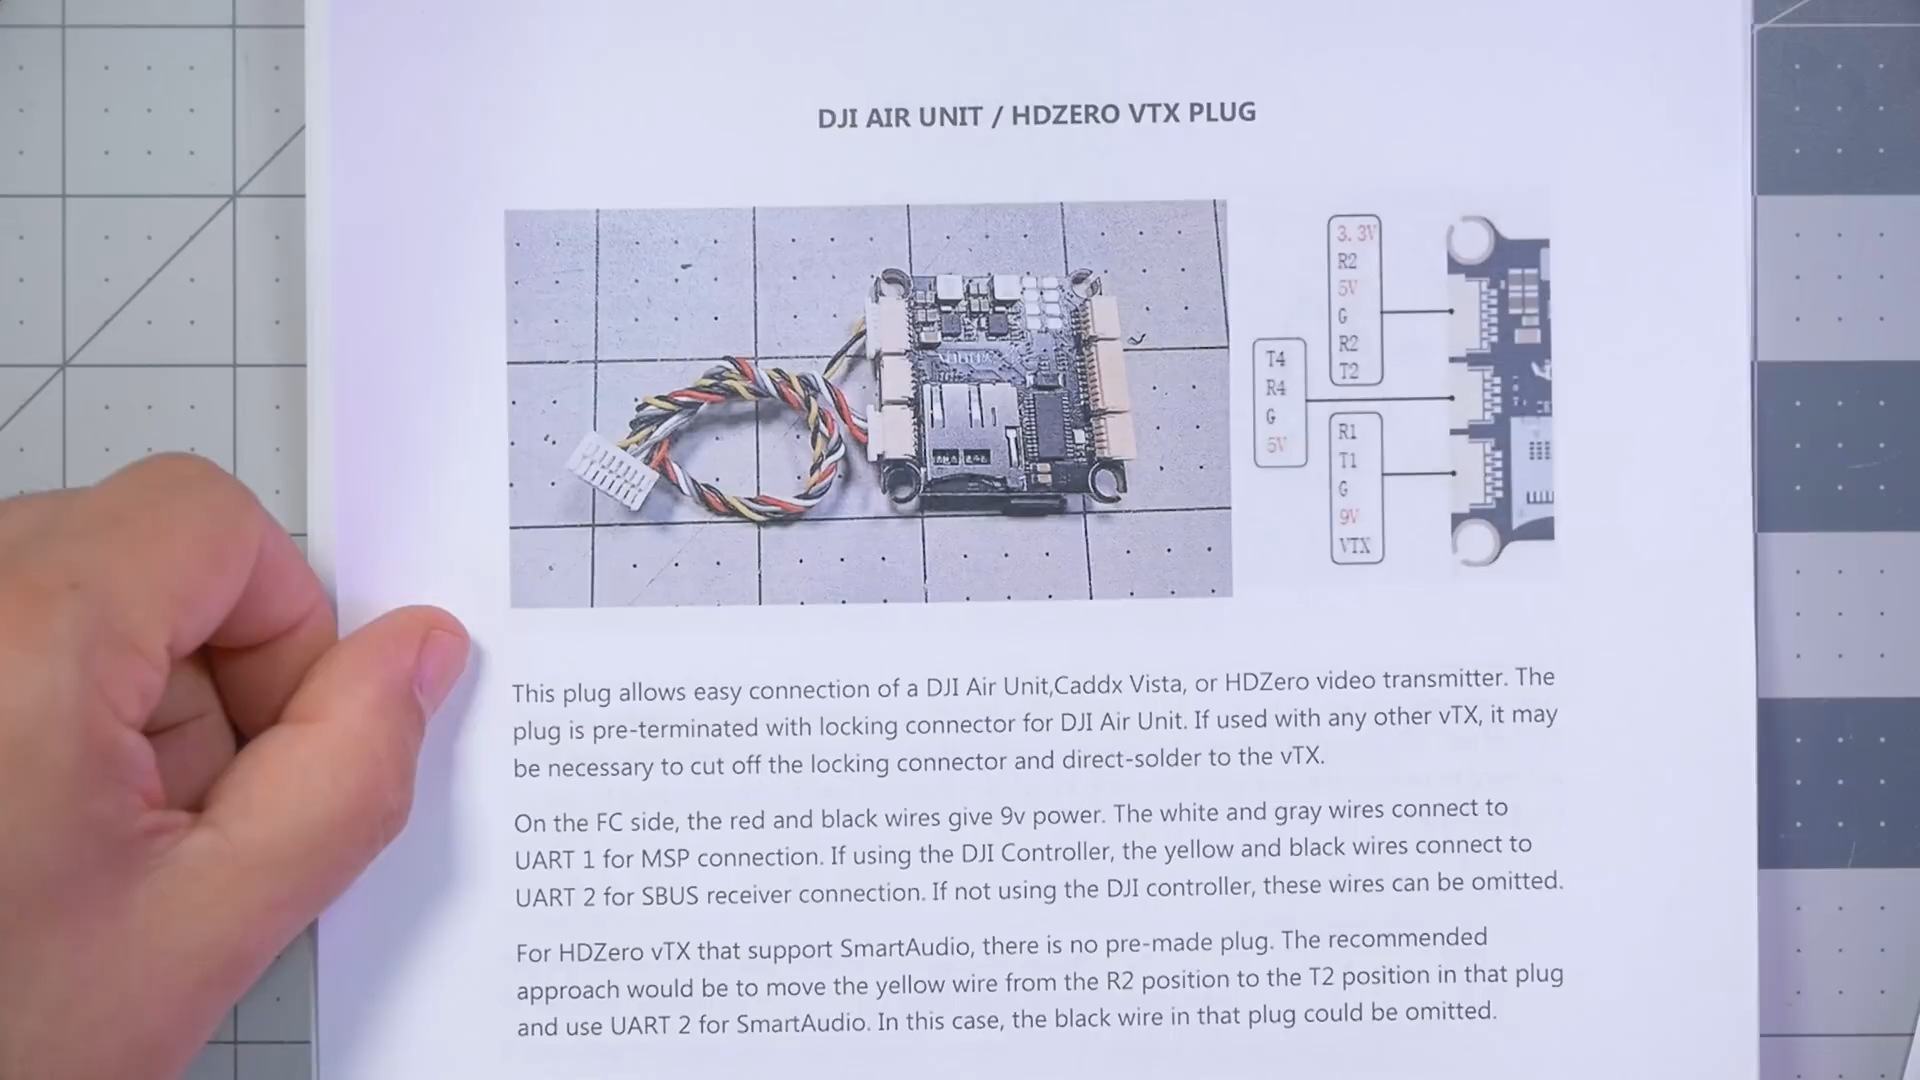 DJI AIR UNIT / HDZERO VTX PLUG
3.3V
R2
5V
G
R2
T2
T4
R4
G
5V
R1
T1
G
9V
VTX
This plug allows easy connection of a DJI Air Unit,Caddx Vista, or HDZero video transmitter. The
plug is pre-terminated with locking connector for DJI Air Unit. If used with any other vTX, it may
be necessary to cut off the locking connector and direct-solder to the vTX.
On the FC side, the red and black wires give 9v power. The white and gray wires connect to
UART 1 for MSP connection. If using the DJI Controller, the yellow and black wires connect to
UART 2 for SBUS receiver connection. If not using the DJI controller, these wires can be omitted.
For HDZero vTX that support SmartAudio, there is no pre-made plug. The recommended
approach would be to move the yellow wire from the R2 position to the T2 position in that plug
and use UART 2 for SmartAudio. In this case, the black wire in that plug could be omitted.